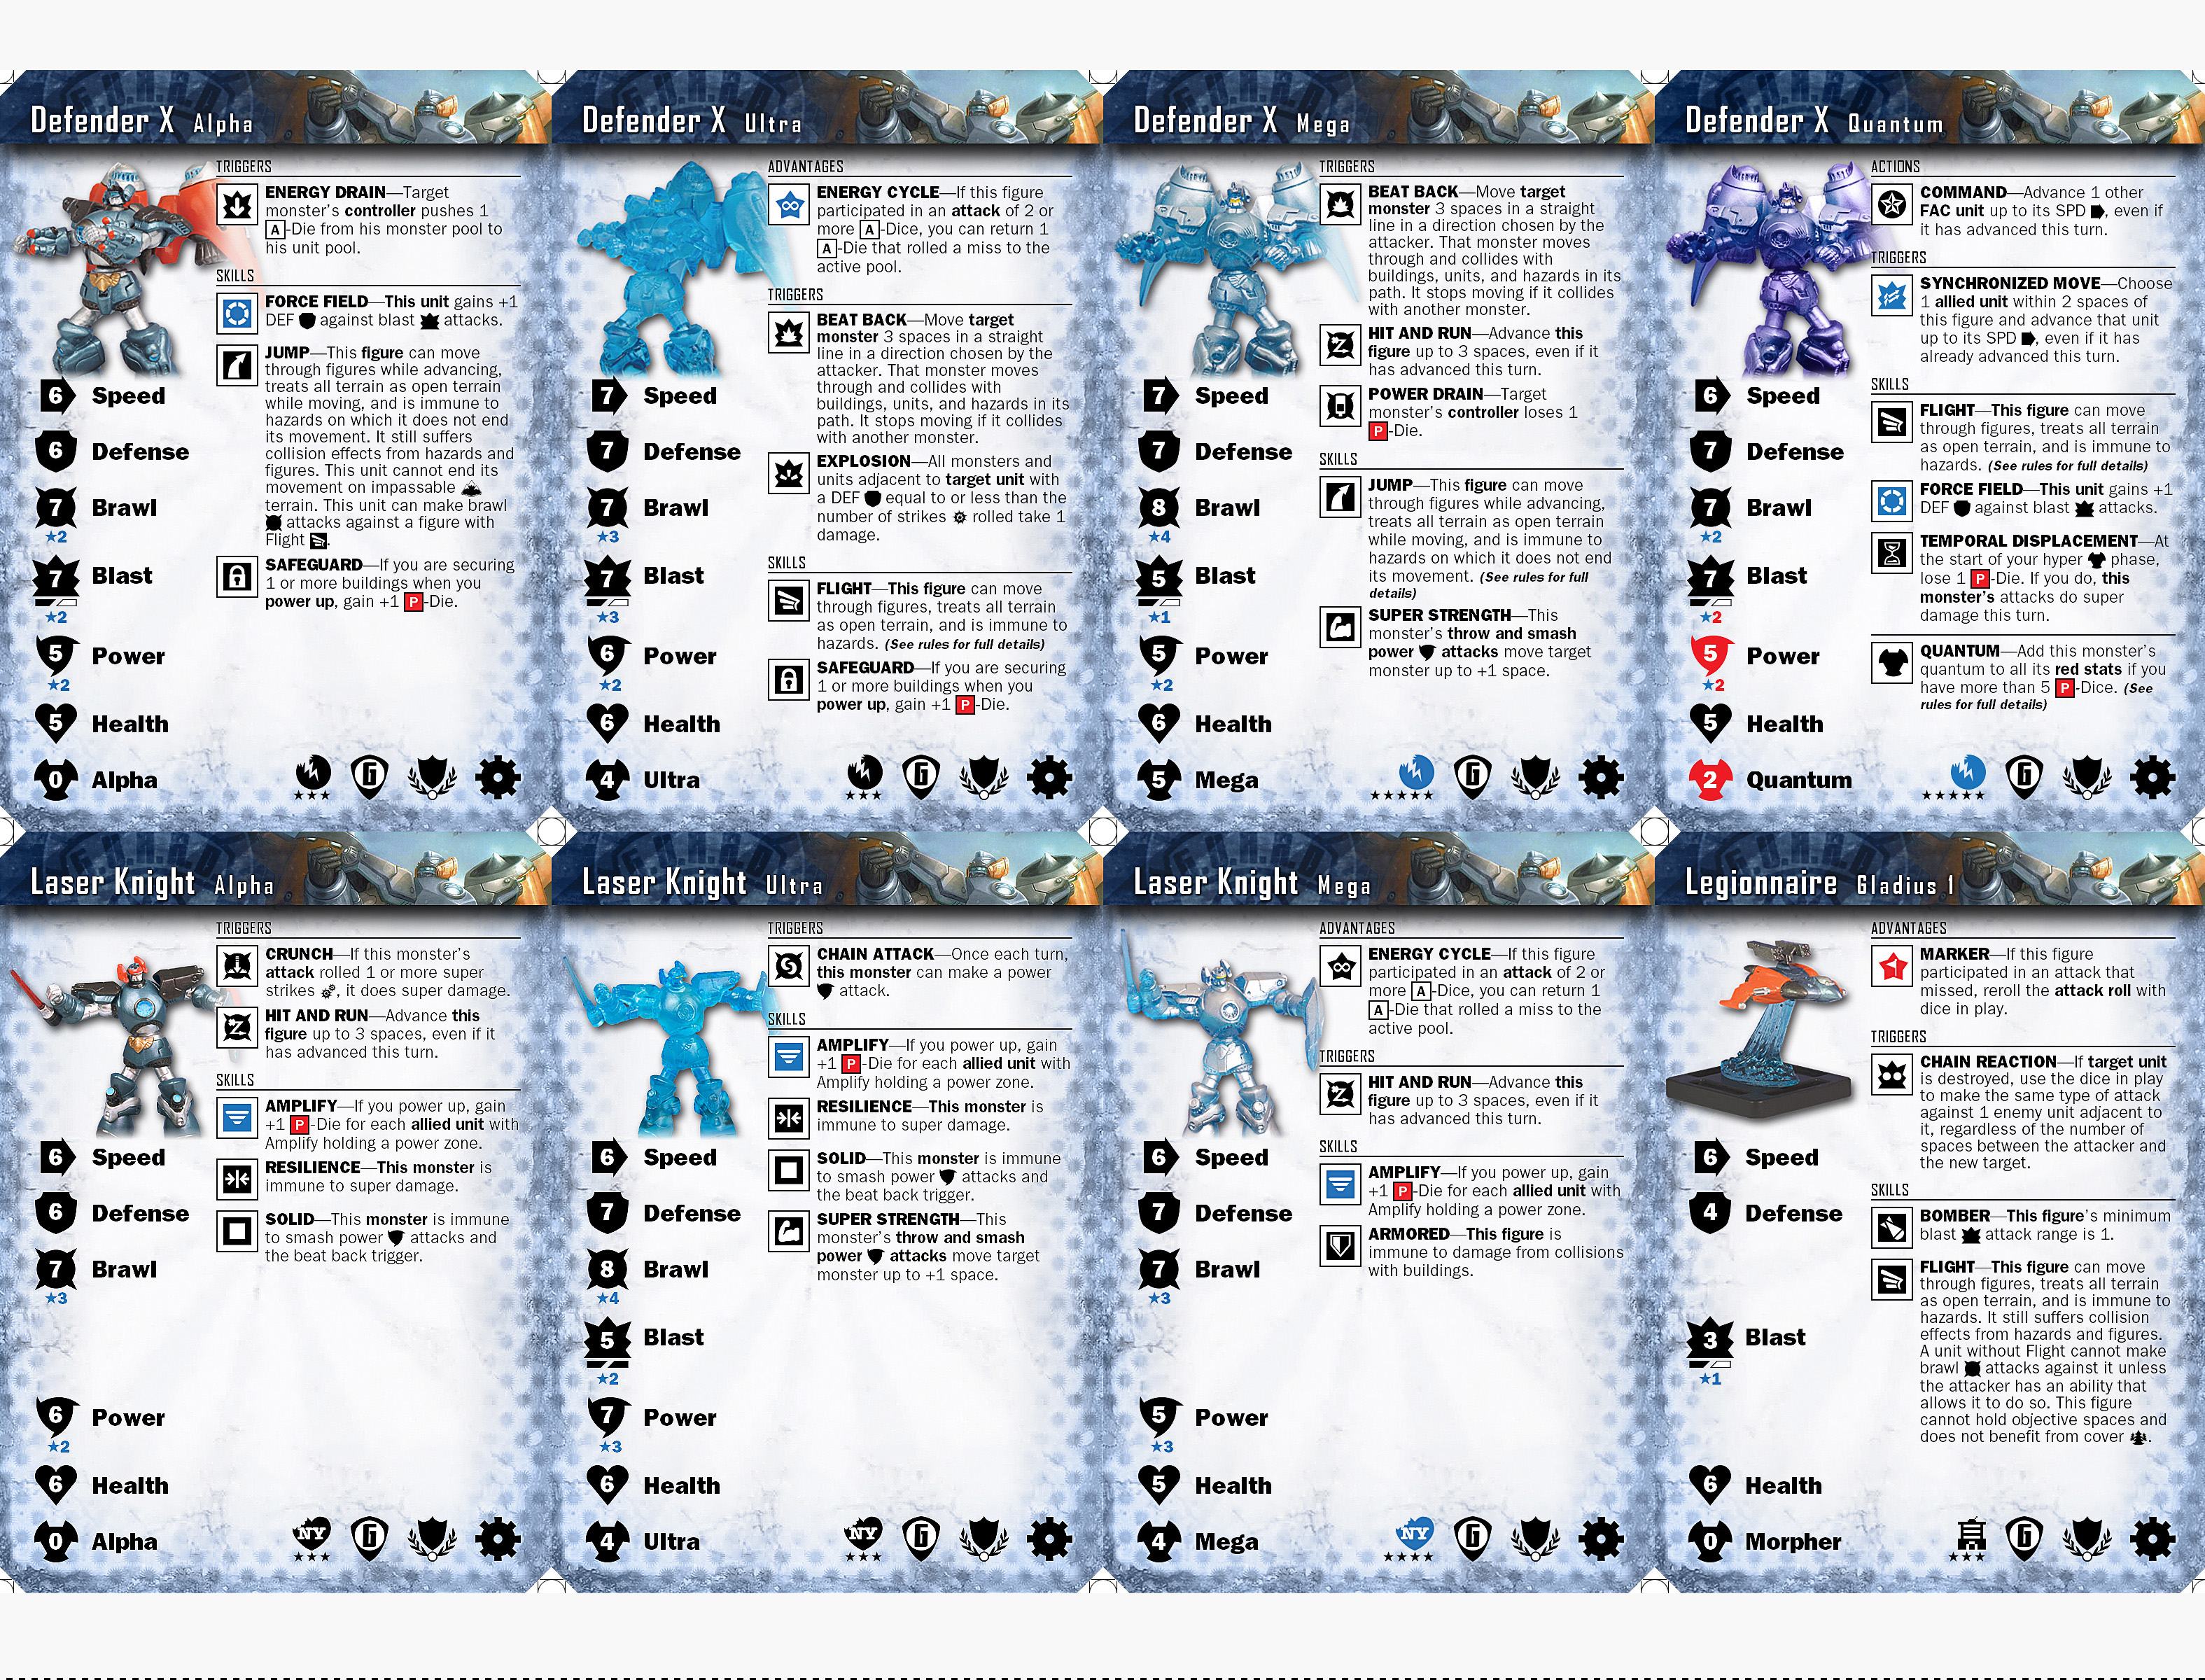 Defender X Alpha
TRIGGERS
ENERGY DRAIN—Target
monster's controller pushes 1
A-Die from his monster pool to
his unit pool.
SKILLS
FORCE FIELD—This unit gains +1
DEF against blast attacks.
JUMP—This figure can move
through figures while advancing,
treats all terrain as open terrain
while moving, and is immune to
hazards on which it does not end
its movement. It still suffers
collision effects from hazards and
figures. This unit cannot end its
movement on impassable
terrain. This unit can make brawl
attacks against a figure with
Flight.
SAFEGUARD—If you are securing
1 or more buildings when you
power up, gain +1 P-Die.
6 Speed
6 Defense
7 Brawl
★2
7 Blast
★2
5 Power
★2
5 Health
0 Alpha
★★★
G
Defender X Ultra
ADVANTAGES
ENERGY CYCLE—If this figure
participated in an attack of 2 or
more A-Dice, you can return 1
A-Die that rolled a miss to the
active pool.
TRIGGERS
BEAT BACK—Move target
monster 3 spaces in a straight
line in a direction chosen by the
attacker. That monster moves
through and collides with
buildings, units, and hazards in its
path. It stops moving if it collides
with another monster.
EXPLOSION—All monsters and
units adjacent to target unit with
a DEF equal to or less than the
number of strikes rolled take 1
damage.
SKILLS
FLIGHT—This figure can move
through figures, treats all terrain
as open terrain, and is immune to
hazards. (See rules for full details)
SAFEGUARD—If you are securing
1 or more buildings when you
power up, gain +1 P-Die.
7 Speed
7 Defense
7 Brawl
★3
7 Blast
★3
6 Power
★2
6 Health
4 Ultra
★★★
G
Defender X Mega
TRIGGERS
BEAT BACK—Move target
monster 3 spaces in a straight
line in a direction chosen by the
attacker. That monster moves
through and collides with
buildings, units, and hazards in its
path. It stops moving if it collides
with another monster.
HIT AND RUN—Advance this
figure up to 3 spaces, even if it
has advanced this turn.
POWER DRAIN—Target
monster's controller loses 1
P-Die.
SKILLS
JUMP—This figure can move
through figures while advancing,
treats all terrain as open terrain
while moving, and is immune to
hazards on which it does not end
its movement. (See rules for full
details)
SUPER STRENGTH—This
monster's throw and smash
power attacks move target
monster up to +1 space.
7 Speed
7 Defense
8 Brawl
★4
5 Blast
★1
5 Power
★2
6 Health
5 Mega
★★★★★
G
Defender X Quantum
ACTIONS
COMMAND—Advance 1 other
FAC unit up to its SPD, even if
it has advanced this turn.
TRIGGERS
SYNCHRONIZED MOVE—Choose
1 allied unit within 2 spaces of
this figure and advance that unit
up to its SPD, even if it has
already advanced this turn.
SKILLS
FLIGHT—This figure can move
through figures, treats all terrain
as open terrain, and is immune to
hazards. (See rules for full details)
FORCE FIELD—This unit gains +1
DEF against blast attacks.
TEMPORAL DISPLACEMENT—At
the start of your hyper phase,
lose 1 P-Die. If you do, this
monster's attacks do super
damage this turn.
QUANTUM—Add this monster's
quantum to all its red stats if you
have more than 5 P-Dice. (See
rules for full details)
6 Speed
7 Defense
7 Brawl
★2
7 Blast
★2
5 Power
★2
5 Health
2 Quantum
★★★★★
G
Laser Knight Alpha
TRIGGERS
CRUNCH—If this monster's
attack rolled 1 or more super
strikes, it does super damage.
HIT AND RUN—Advance this
figure up to 3 spaces, even if it
has advanced this turn.
SKILLS
AMPLIFY—If you power up, gain
+1 P-Die for each allied unit with
Amplify holding a power zone.
RESILIENCE—This monster is
immune to super damage.
SOLID—This monster is immune
to smash power attacks and
the beat back trigger.
6 Speed
6 Defense
7 Brawl
★3
6 Power
★2
6 Health
0 Alpha
NY
★★★
G
Laser Knight Ultra
TRIGGERS
CHAIN ATTACK—Once each turn,
this monster can make a power
attack.
SKILLS
AMPLIFY—If you power up, gain
+1 P-Die for each allied unit with
Amplify holding a power zone.
RESILIENCE—This monster is
immune to super damage.
SOLID—This monster is immune
to smash power attacks and
the beat back trigger.
SUPER STRENGTH—This
monster's throw and smash
power attacks move target
monster up to +1 space.
6 Speed
7 Defense
8 Brawl
★4
5 Blast
★2
7 Power
★3
6 Health
4 Ultra
NY
★★★
G
Laser Knight Mega
ADVANTAGES
ENERGY CYCLE—If this figure
participated in an attack of 2 or
more A-Dice, you can return 1
A-Die that rolled a miss to the
active pool.
TRIGGERS
HIT AND RUN—Advance this
figure up to 3 spaces, even if it
has advanced this turn.
SKILLS
AMPLIFY—If you power up, gain
+1 P-Die for each allied unit with
Amplify holding a power zone.
ARMORED—This figure is
immune to damage from collisions
with buildings.
6 Speed
7 Defense
7 Brawl
★3
5 Power
★3
5 Health
4 Mega
NY
★★★★
G
Legionnaire Gladius 1
ADVANTAGES
MARKER—If this figure
participated in an attack that
missed, reroll the attack roll with
dice in play.
TRIGGERS
CHAIN REACTION—If target unit
is destroyed, use the dice in play
to make the same type of attack
against 1 enemy unit adjacent to
it, regardless of the number of
spaces between the attacker and
the new target.
SKILLS
BOMBER—This figure's minimum
blast attack range is 1.
FLIGHT—This figure can move
through figures, treats all terrain
as open terrain, and is immune to
hazards. It still suffers collision
effects from hazards and figures.
A unit without Flight cannot make
brawl attacks against it unless
the attacker has an ability that
allows it to do so. This figure
cannot hold objective spaces and
does not benefit from cover.
6 Speed
4 Defense
3 Blast
★1
6 Health
0 Morpher
★★★
G